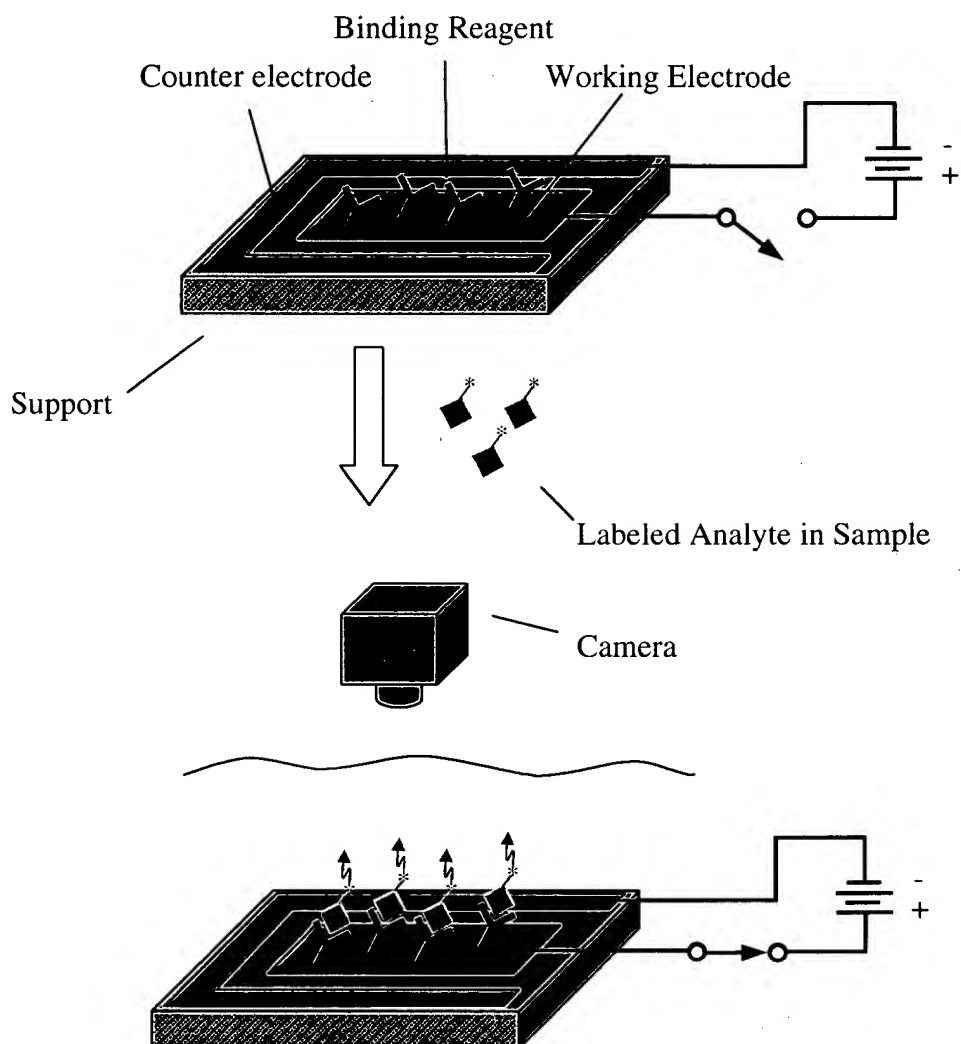 Binding Reagent
Counter electrode
Working Electrode
-
+
Support
* *
*
Labeled Analyte in Sample
Camera
* * * *
-
+